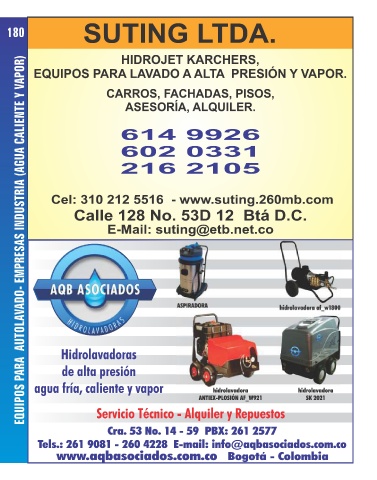 180
EQUIPOS PARA AUTOLAVADO- EMPRESAS INDUSTRIA (AGUA CALIENTE Y VAPOR)
SUTING LTDA.
HIDROJET KARCHERS,
EQUIPOS PARA LAVADO A ALTA PRESIÓN Y VAPOR.
CARROS, FACHADAS, PISOS,
ASESORÍA, ALQUILER.
614 9926
602 0331
216 2105
Cel: 310 212 5516 - www.suting.260mb.com
Calle 128 No. 53D 12 Btá D.C.
E-Mail: suting@etb.net.co
AQB ASOCIADOS
HIDROLAVADORAS
Hidrolavadoras
de alta presión
agua fría, caliente y vapor
ASPIRADORA
hidrolavadora af_w1800
hidrolavadora
ANTIEX-PLOSIÓN AF_W921
hidrolavadora
SK 2021
Servicio Técnico - Alquiler y Repuestos
Cra. 53 No. 14 - 59 PBX: 261 2577
Tels.: 261 9081 - 260 4228 E-mail: info@aqbasociados.com.co
www.aqbasociados.com.co Bogotá - Colombia